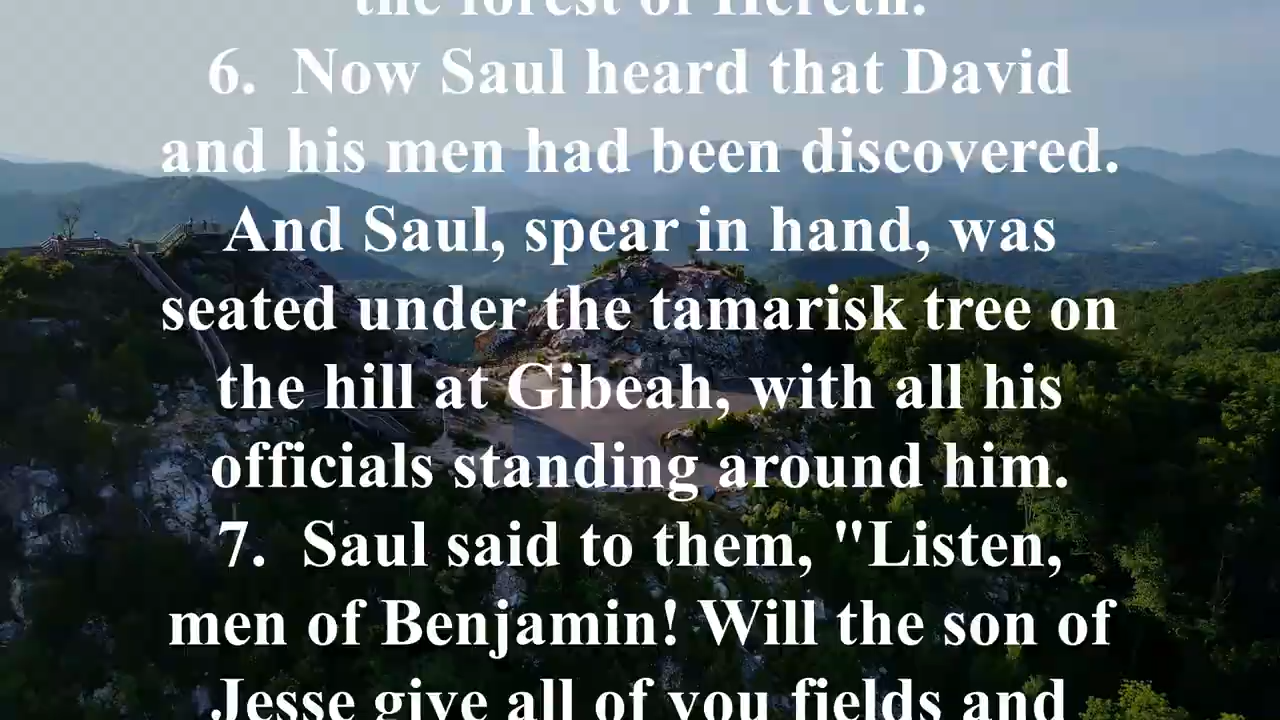 the forest of Hereth.
6.  Now Saul heard that David
and his men had been discovered.
And Saul, spear in hand, was
seated under the tamarisk tree on
the hill at Gibeah, with all his
officials standing around him.
7.  Saul said to them, "Listen,
men of Benjamin! Will the son of
Jesse give all of you fields and